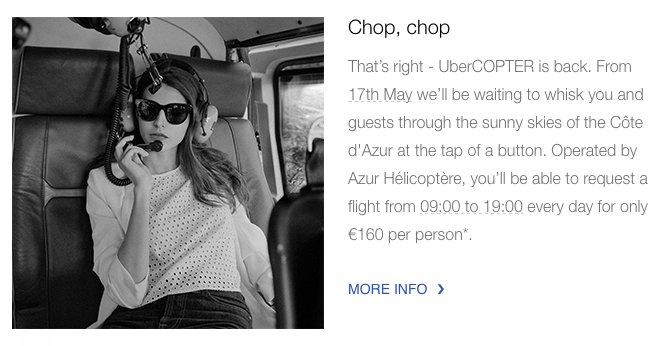 Chop, chop
That’s right - UberCOPTER is back. From
17th May we’ll be waiting to whisk you and
guests through the sunny skies of the Côte
d'Azur at the tap of a button. Operated by
Azur Hélicoptère, you’ll be able to request a
flight from 09:00 to 19:00 every day for only
€160 per person*.
MORE INFO ❯